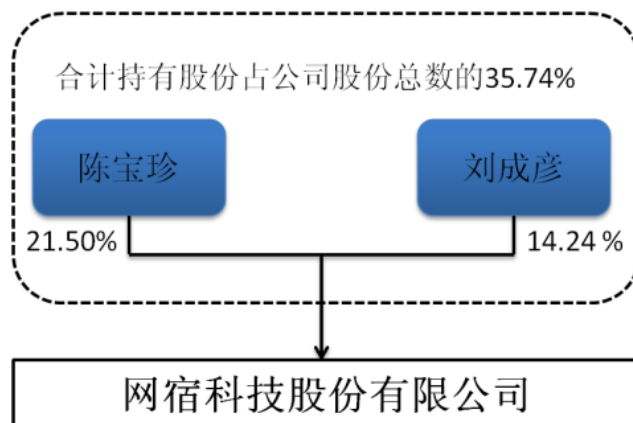 合计持有股份占公司股份总数的35.74%
陈宝珍
刘成彦
21.50%
14.24 %
网宿科技股份有限公司